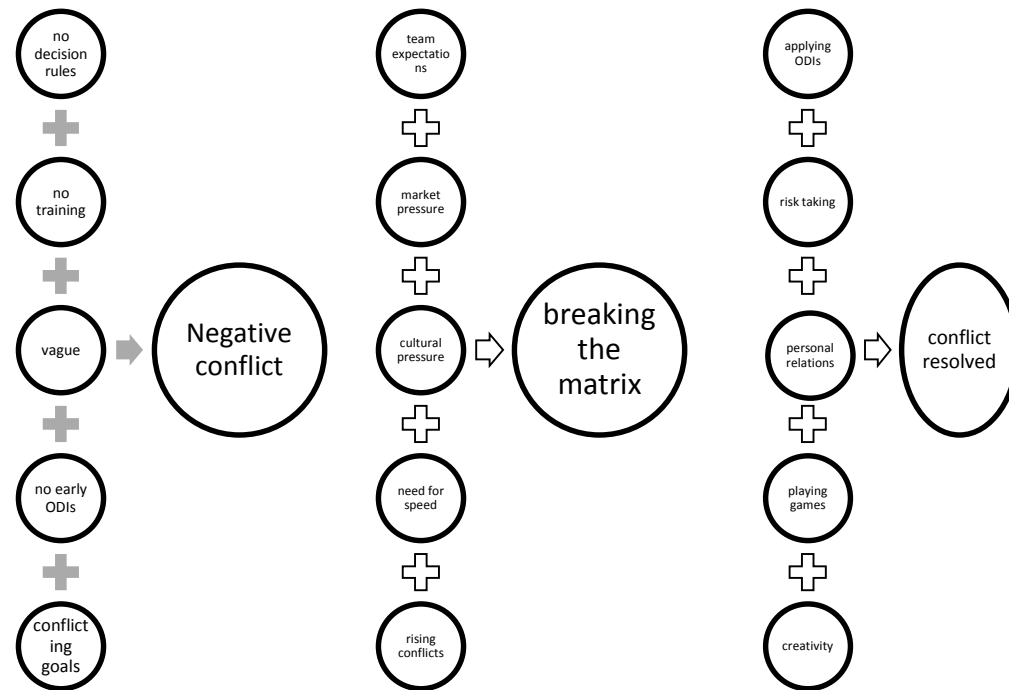 no
decision
rules
no
training
vague
no early
ODIs
conflict
ing
goals
Negative
conflict
team
expectatio
ns
market
pressure
cultural
pressure
need for
speed
rising
conflicts
breaking
the
matrix
applying
ODIs
risk taking
personal
relations
playing
games
creativity
conflict
resolved